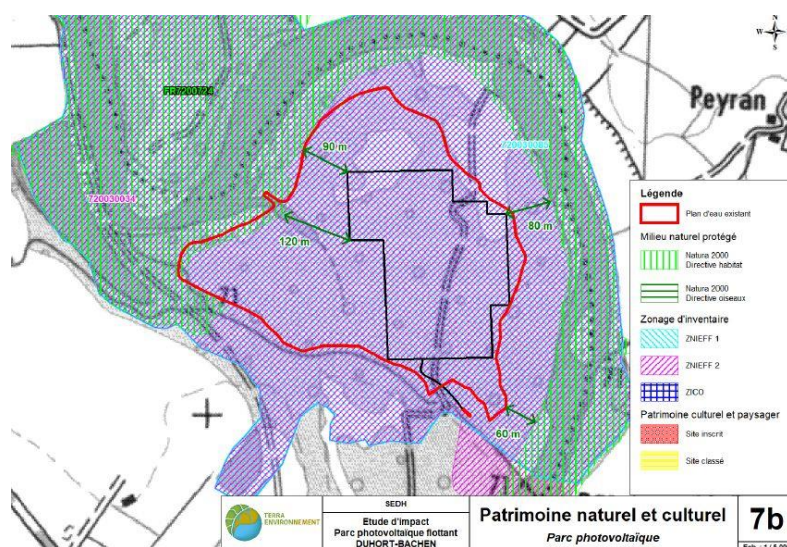 N
W
S
Peyran
FR7200724
90 m
720030034
120 m
80 m
60 m
71
Légende
Plan d'eau existant
Milieu naturel protégé
Natura 2000
Directive habitat
Natura 2000
Directive oiseaux
Zonage d'inventaire
ZNIEFF 1
ZNIEFF 2
ZICO
Patrimoine culturel et paysager
Site inscrit
Site classé
TERRA
ENVIRONNEMENT
SEDH
Etude d'impact
Parc photovoltaïque flottant
DUHORT-BACHEN
Patrimoine naturel et culturel
Parc photovoltaïque
7b